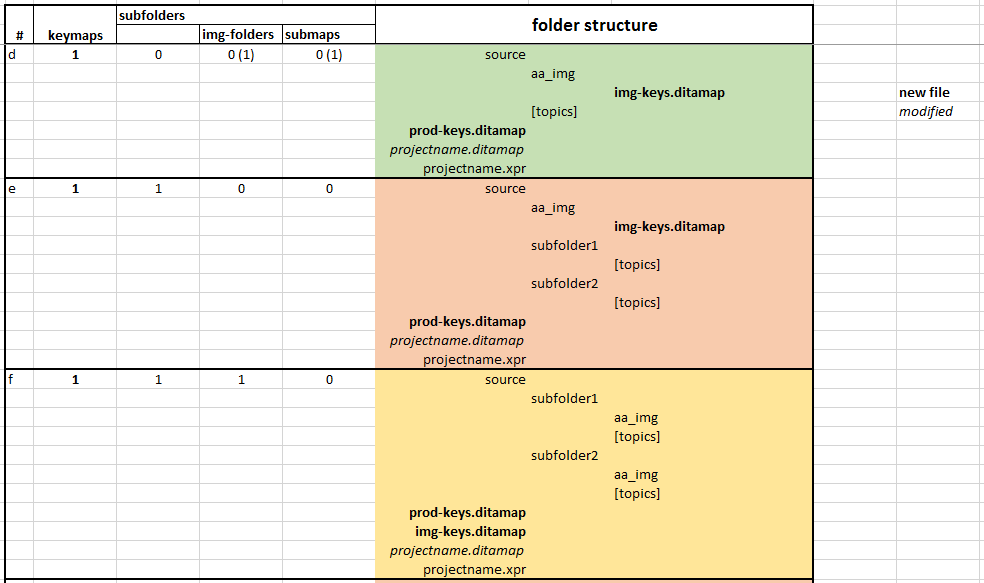 subfolders
# keymaps img-folders submaps folder structure
d 1 0 0 (1) 0 (1) source
aa_img
img-keys.ditamap new file
[topics] modified
prod-keys.ditamap
projectname.ditamap
projectname.xpr
e 1 1 0 0 source
aa_img
img-keys.ditamap
subfolder1
[topics]
subfolder2
[topics]
prod-keys.ditamap
projectname.ditamap
projectname.xpr
f 1 1 1 0 source
subfolder1
aa_img
[topics]
subfolder2
aa_img
[topics]
prod-keys.ditamap
img-keys.ditamap
projectname.ditamap
projectname.xpr